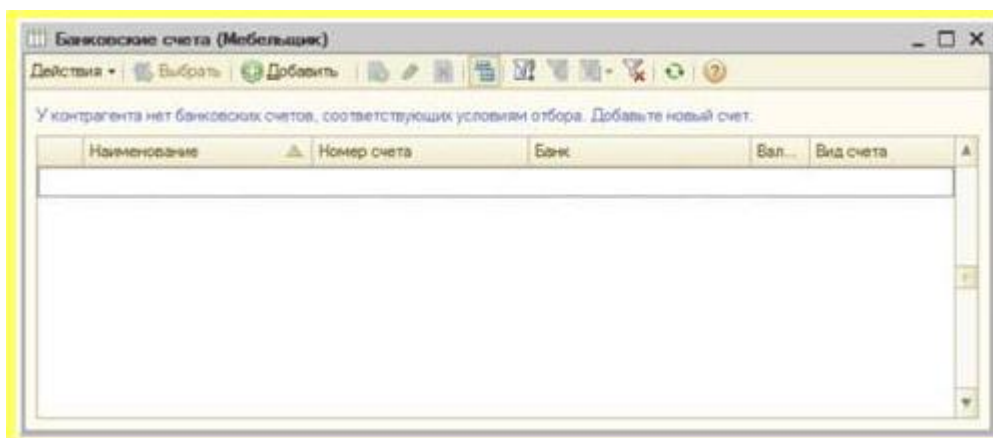 Банковские счета (Мебельщик)
Действия Выбрать Добавить
У контрагента нет банковских счетов, соответствующих условиям отбора. Добавьте новый счет.
Наименование Номер счета Банк Вал... Вид счета